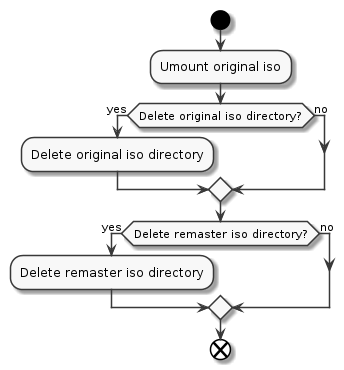 Umount original iso
yes
Delete original iso directory?
no
Delete original iso directory
yes
Delete remaster iso directory?
no
Delete remaster iso directory